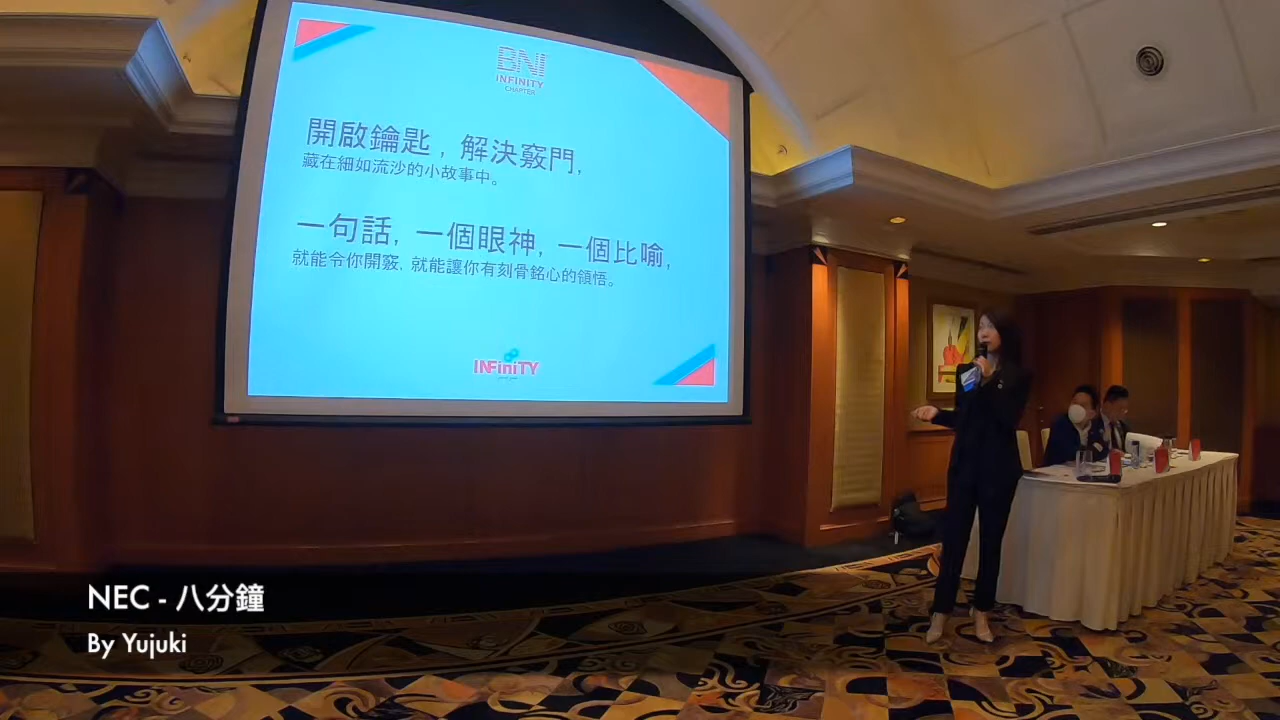 BNI
INFINITY
CHAPTER
開啟鑰匙，解決竅門,
藏在細如流沙的小故事中。
一句話, 一個眼神, 一個比喻,
就能令你開竅, 就能讓你有刻骨銘心的領悟。
INFiniTY
NEC - 八分鐘
By Yujuki